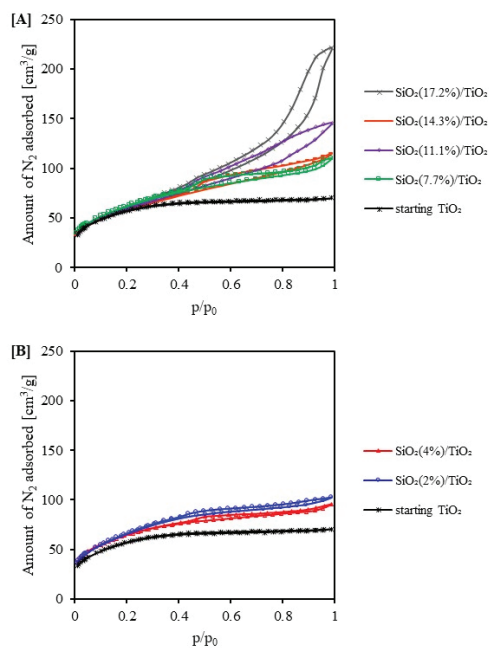 [A]
250
200
150
100
50
0
Amount of N₂ adsorbed [cm³/g]
0 0.2 0.4 0.6 0.8 1
p/p₀
SiO₂(17.2%)/TiO₂
SiO₂(14.3%)/TiO₂
SiO₂(11.1%)/TiO₂
SiO₂(7.7%)/TiO₂
starting TiO₂
[B]
250
200
150
100
50
0
Amount of N₂ adsorbed [cm³/g]
0 0.2 0.4 0.6 0.8 1
p/p₀
SiO₂(4%)/TiO₂
SiO₂(2%)/TiO₂
starting TiO₂